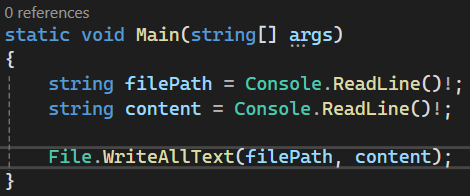 0 references
static void Main(string[] args)
{
string filePath = Console.ReadLine()!;
string content = Console.ReadLine()!;
File.WriteAllText(filePath, content);
}